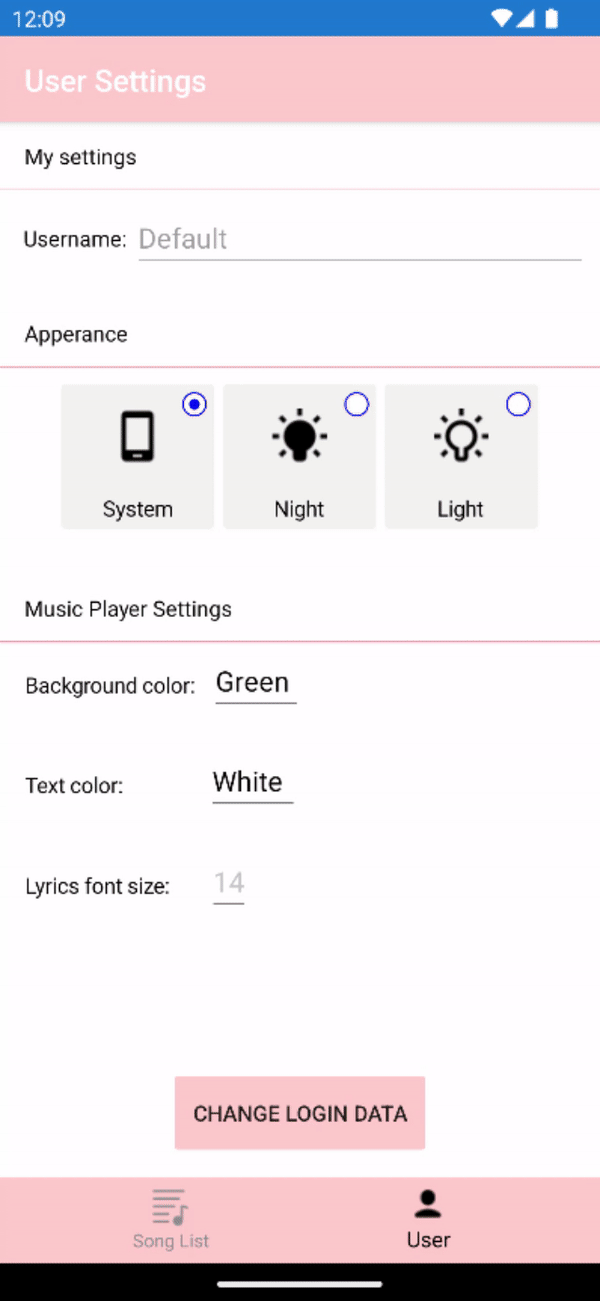 12:09
User Settings
My settings
Username: Default
Apperance
System Night Light
Music Player Settings
Background color: Green
Text color: White
Lyrics font size: 14
CHANGE LOGIN DATA
Song List User